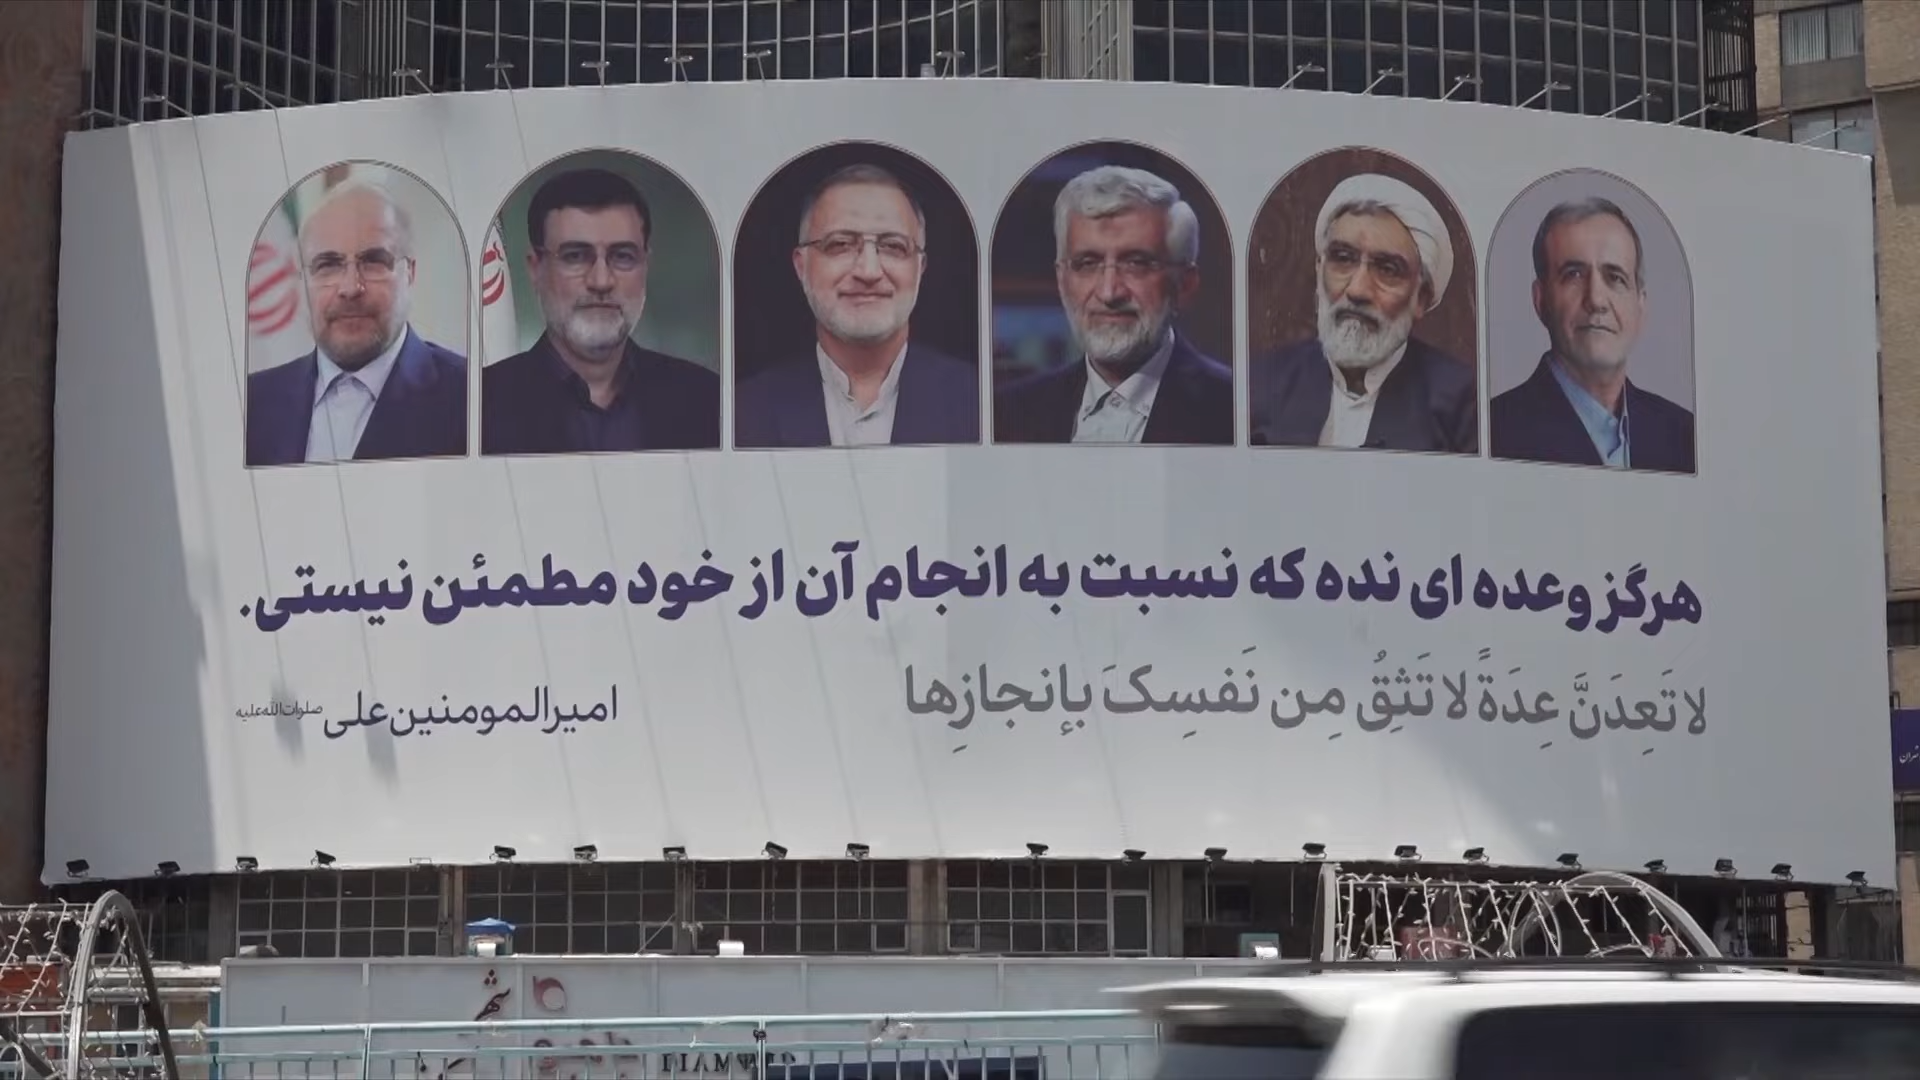 هرگز وعده ای نده که نسبت به انجام آن از خود مطمئن نیستی.
لا تَعِدَنَّ عِدَةً لا تَثِقُ مِن نَفسِکَ بِإنجازِها
امیرالمومنین علی صلوات‌الله‌علیه
شهر